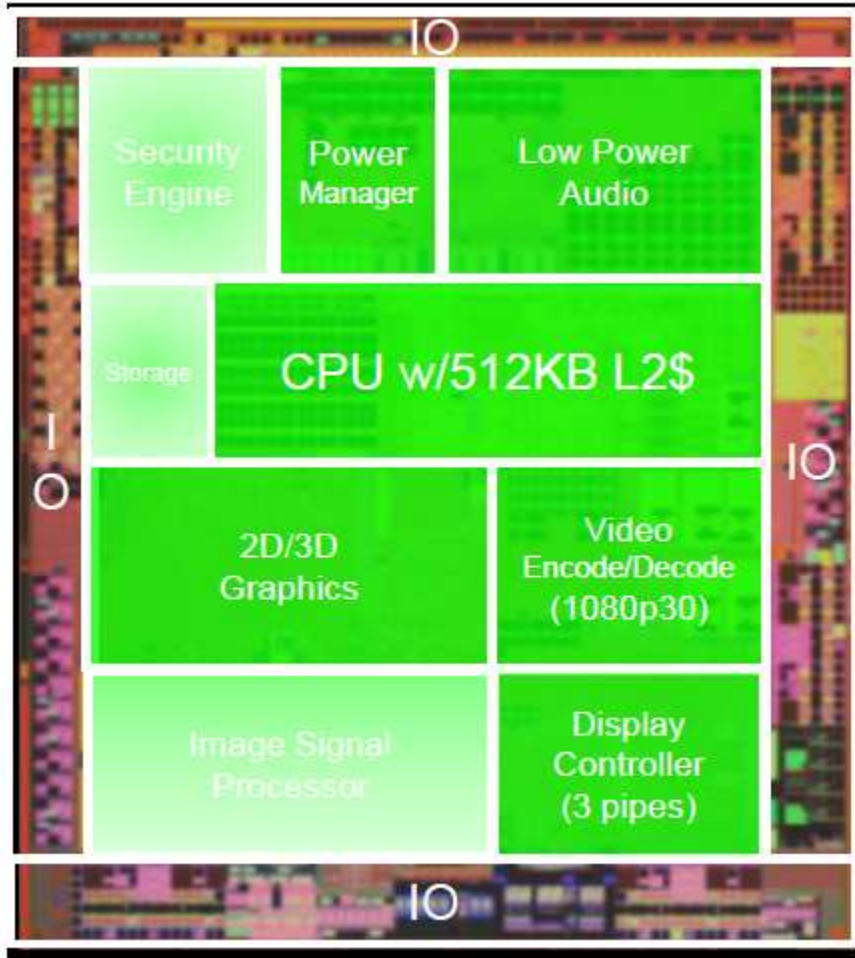 IO
Security
Engine
Power
Manager
Low Power
Audio
Storage
CPU w/512KB L2$
I
O
IO
2D/3D
Graphics
Video
Encode/Decode
(1080p30)
Image Signal
Processor
Display
Controller
(3 pipes)
IO